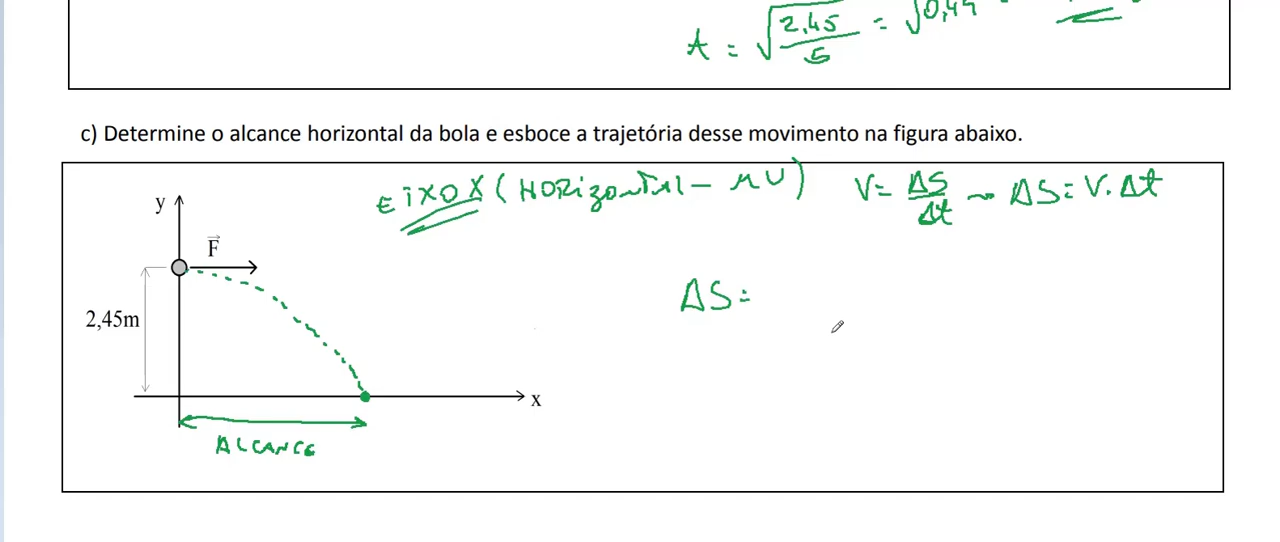 A = √2,45/5 = √0,49
c) Determine o alcance horizontal da bola e esboce a trajetória desse movimento na figura abaixo.
EIXO X (HORIZONTAL - MU) V = ΔS/Δt ~ ΔS = V.Δt
y
F
ΔS =
2,45m
x
ALCANCE